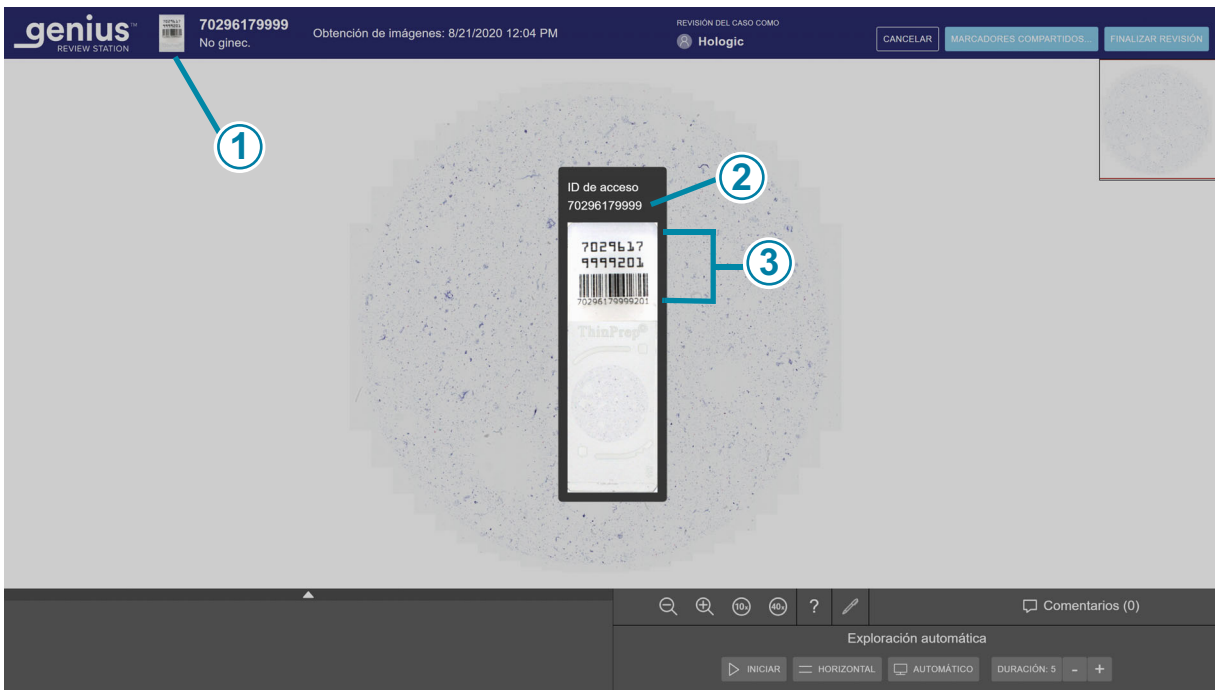 genius™
REVIEW STATION
70296179999
No ginec.
Obtención de imágenes: 8/21/2020 12:04 PM
REVISIÓN DEL CASO COMO
Hologic
CANCELAR
MARCADORES COMPARTIDOS...
FINALIZAR REVISIÓN
1
2
ID de acceso
70296179999
7029617
9999201
3
70296179999201
ThinPrep®
10x
40x
?
Comentarios (0)
Exploración automática
INICIAR
HORIZONTAL
AUTOMÁTICO
DURACIÓN: 5
- +